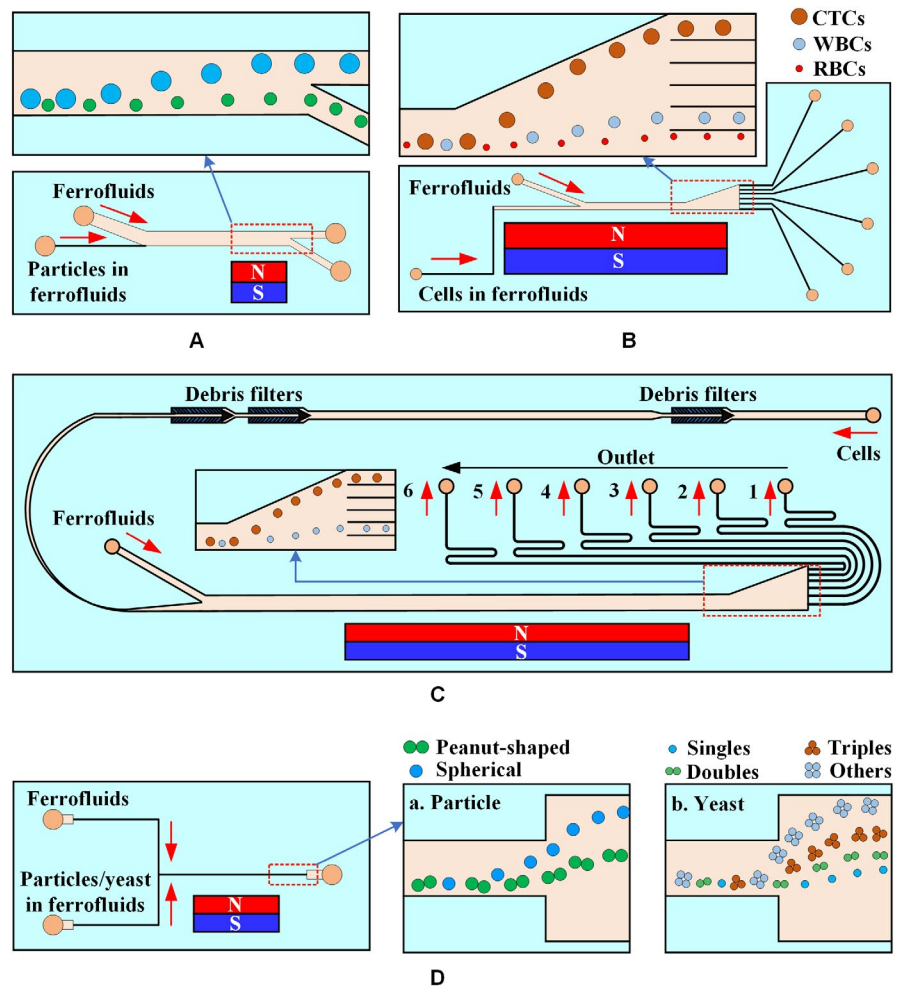 CTCs
WBCs
RBCs
Ferrofluids
Particles in
ferrofluids
N
S
A
Ferrofluids
N
S
Cells in ferrofluids
B
Debris filters
Debris filters
Cells
Outlet
6 5 4 3 2 1
Ferrofluids
N
S
C
Peanut-shaped
Spherical
Singles
Triples
Doubles
Others
Ferrofluids
Particles/yeast
in ferrofluids
N
S
a. Particle
b. Yeast
D